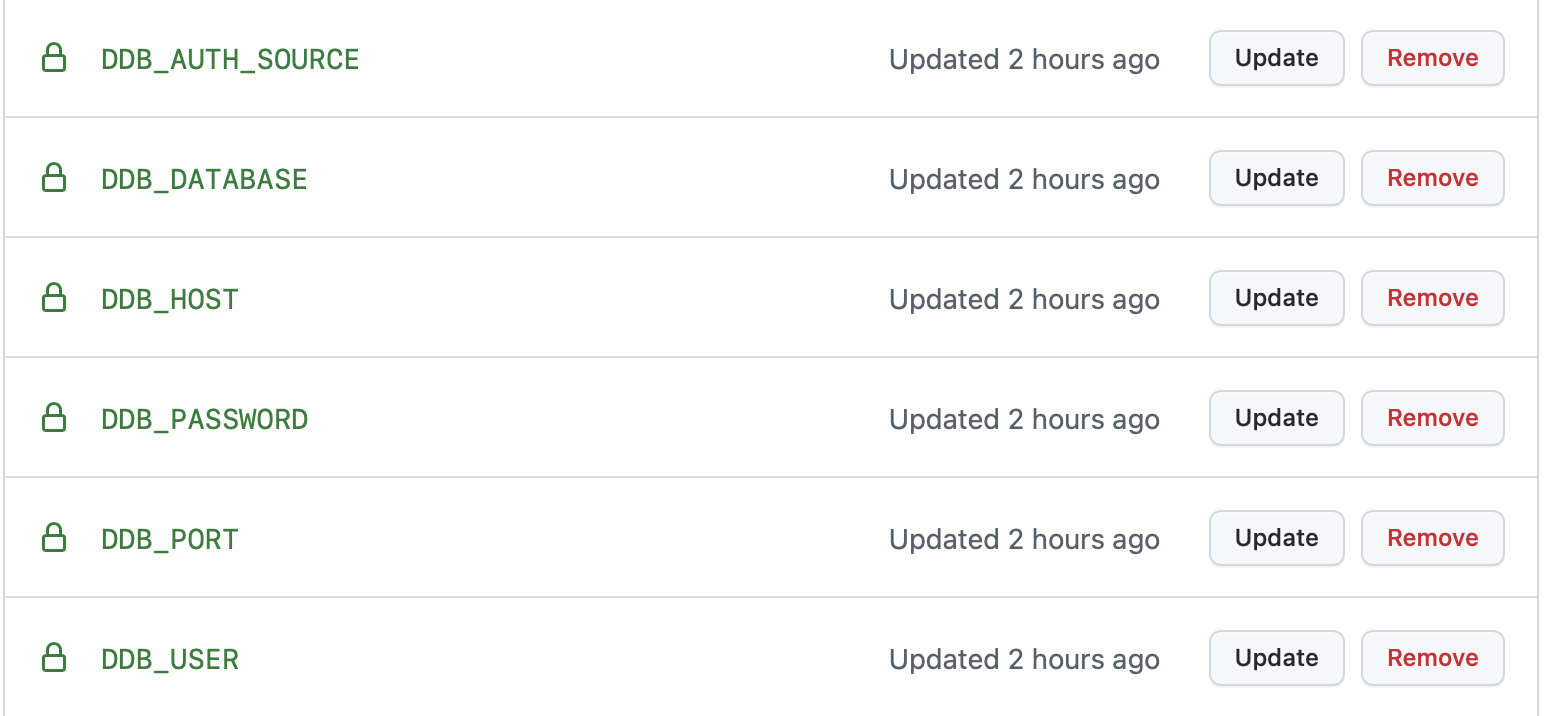 DDB_AUTH_SOURCE Updated 2 hours ago Update Remove
DDB_DATABASE Updated 2 hours ago Update Remove
DDB_HOST Updated 2 hours ago Update Remove
DDB_PASSWORD Updated 2 hours ago Update Remove
DDB_PORT Updated 2 hours ago Update Remove
DDB_USER Updated 2 hours ago Update Remove